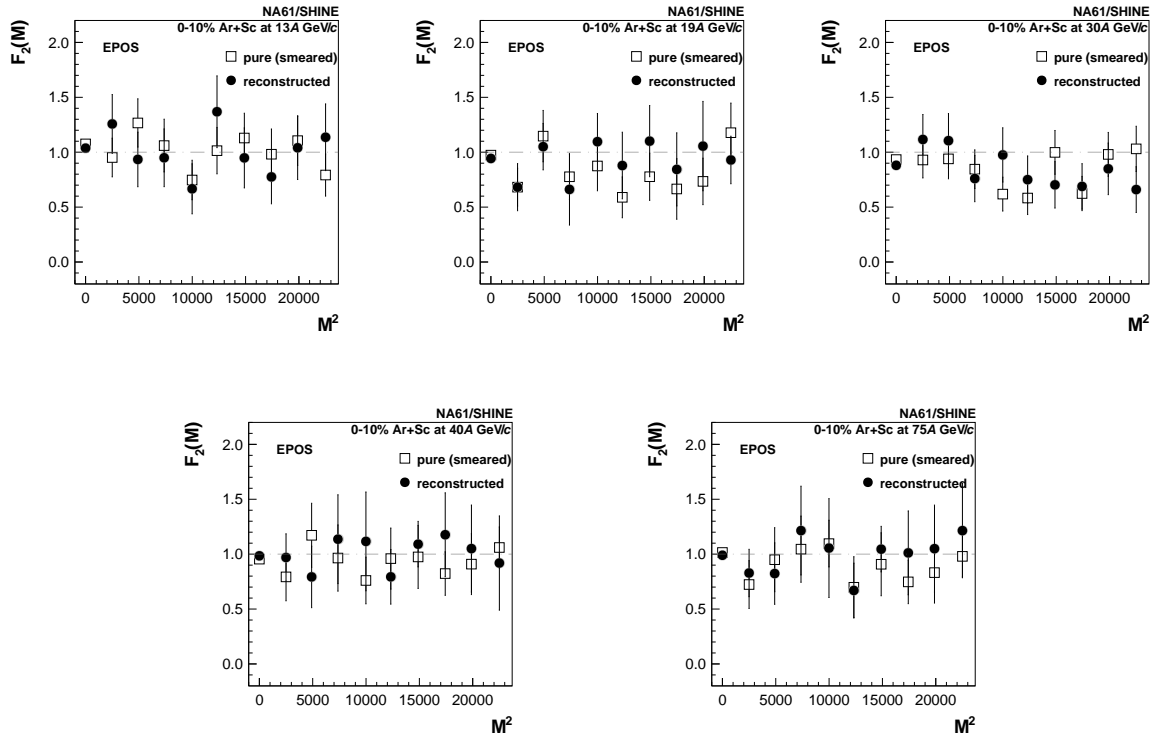 NA61/SHINE
0-10% Ar+Sc at 13A GeV/c
F2(M)
EPOS
pure (smeared)
reconstructed
2.0
1.5
1.0
0.5
0.0
0 5000 10000 15000 20000
M²
NA61/SHINE
0-10% Ar+Sc at 19A GeV/c
F2(M)
EPOS
pure (smeared)
reconstructed
2.0
1.5
1.0
0.5
0.0
0 5000 10000 15000 20000
M²
NA61/SHINE
0-10% Ar+Sc at 30A GeV/c
F2(M)
EPOS
pure (smeared)
reconstructed
2.0
1.5
1.0
0.5
0.0
0 5000 10000 15000 20000
M²
NA61/SHINE
0-10% Ar+Sc at 40A GeV/c
F2(M)
EPOS
pure (smeared)
reconstructed
2.0
1.5
1.0
0.5
0.0
0 5000 10000 15000 20000
M²
NA61/SHINE
0-10% Ar+Sc at 75A GeV/c
F2(M)
EPOS
pure (smeared)
reconstructed
2.0
1.5
1.0
0.5
0.0
0 5000 10000 15000 20000
M²